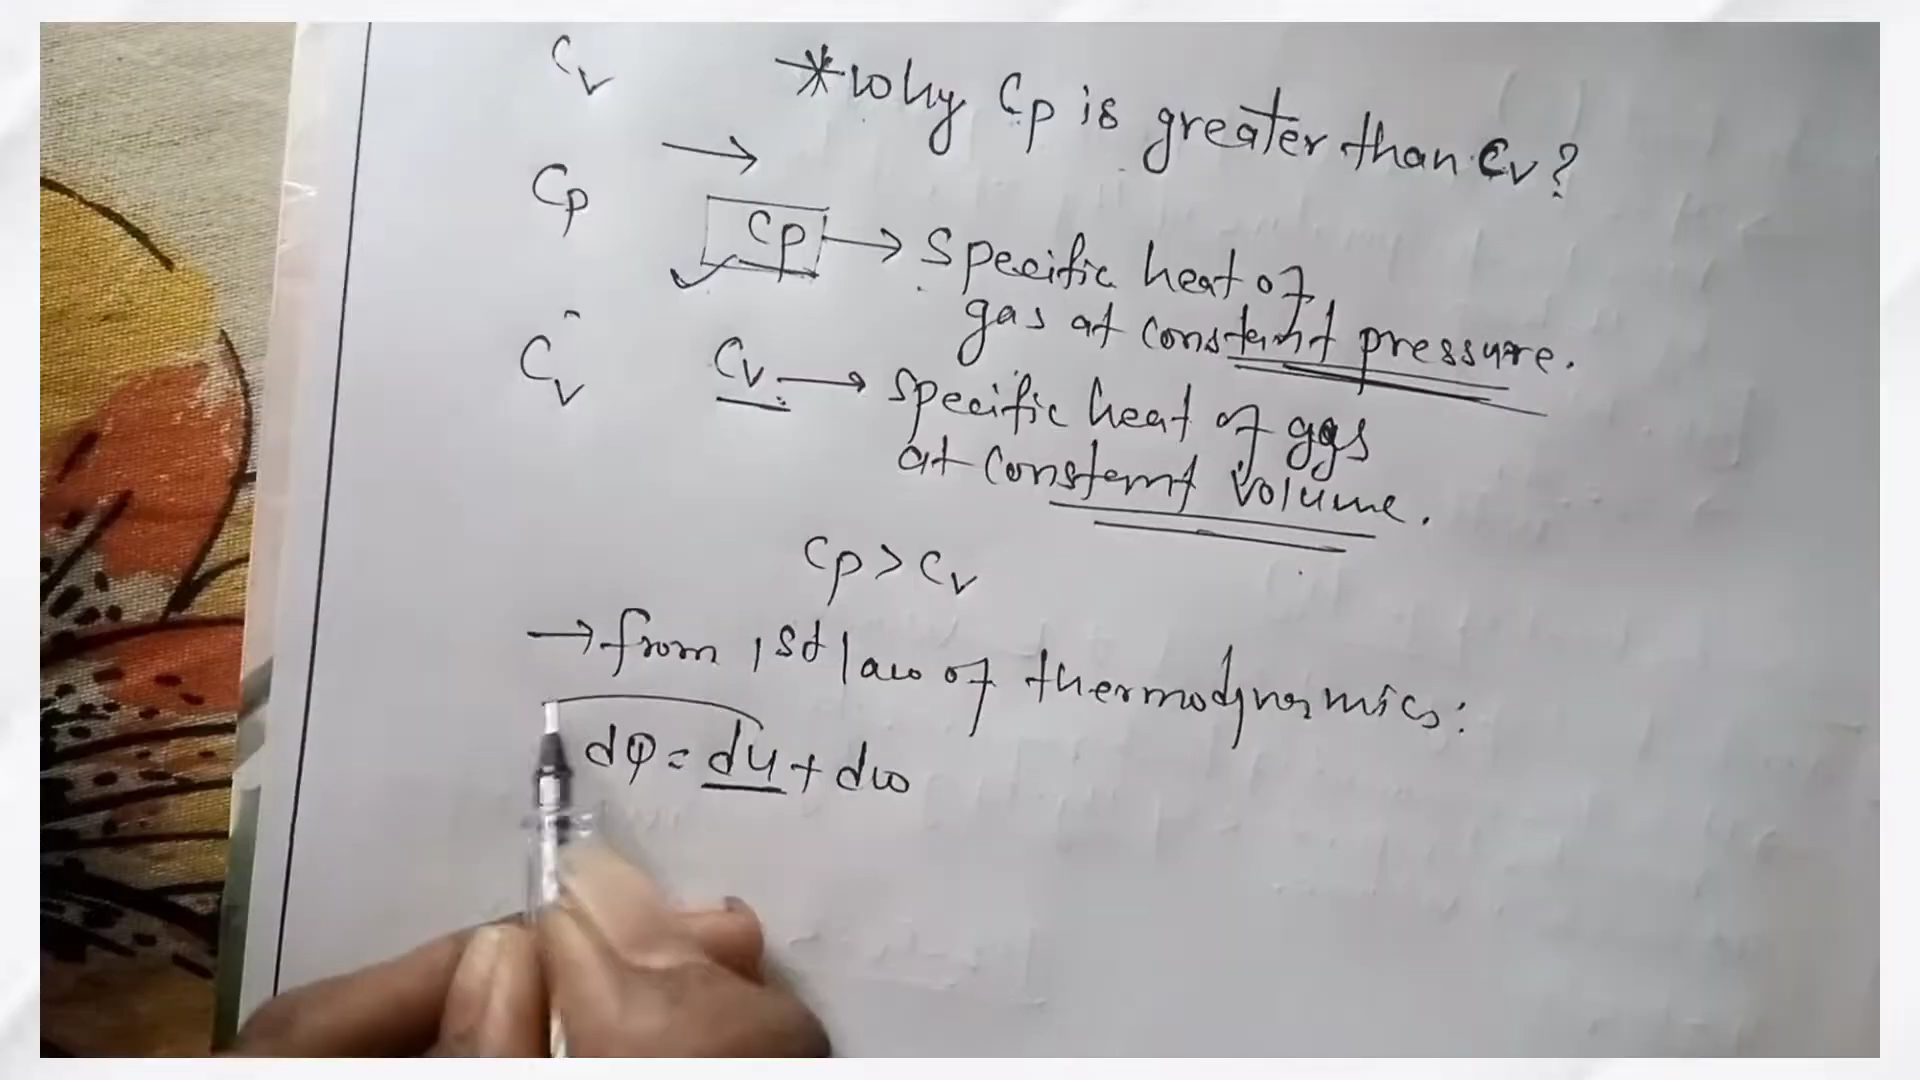 Cv
*Why Cp is greater than Cv?
→
Cp
Cp → Specific heat of
gas at constant pressure.
Cv
Cv. → specific heat of gas
at constant volume.
Cp > Cv
→ from 1st law of thermodynamics:
dQ = du + dw